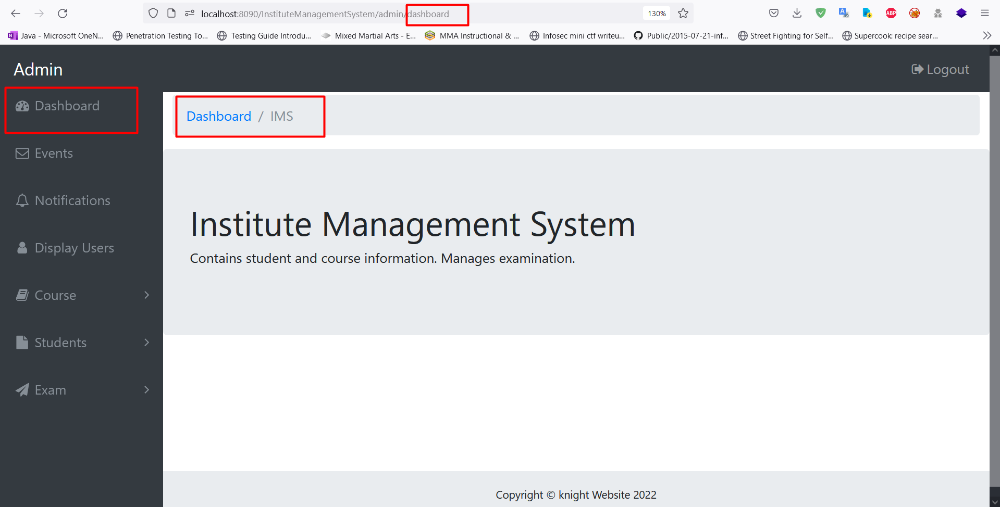 localhost:8090/InstituteManagementSystem/admin/dashboard
130%
ABP
Java - Microsoft OneN...
Penetration Testing To...
Testing Guide Introdu...
Mixed Martial Arts - E...
MMA Instructional & ...
Infosec mini ctf writeu...
Public/2015-07-21-inf...
Street Fighting for Self...
Supercook: recipe sear...
Admin
Logout
Dashboard
Events
Notifications
Display Users
Course
Students
Exam
Dashboard / IMS
Institute Management System
Contains student and course information. Manages examination.
Copyright © knight Website 2022